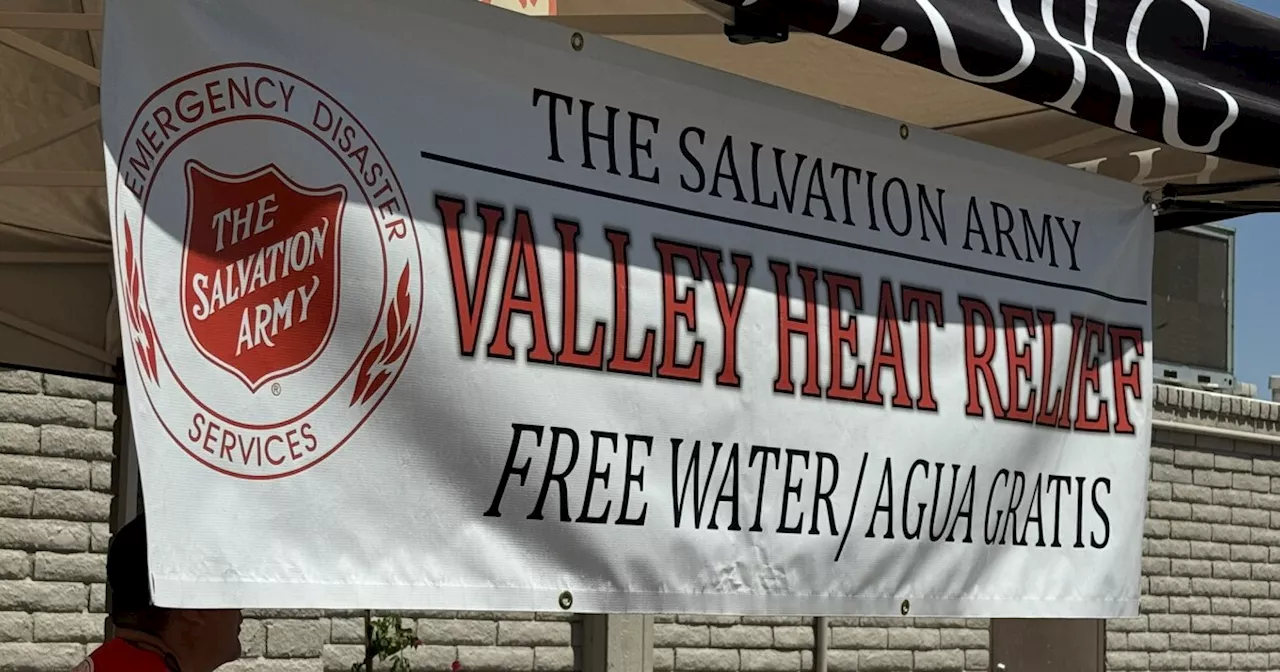 EMERGENCY DISASTER
SERVICES
THE
SALVATION
ARMY
®
THE SALVATION ARMY
VALLEY HEAT RELIEF
FREE WATER/AGUA GRATIS